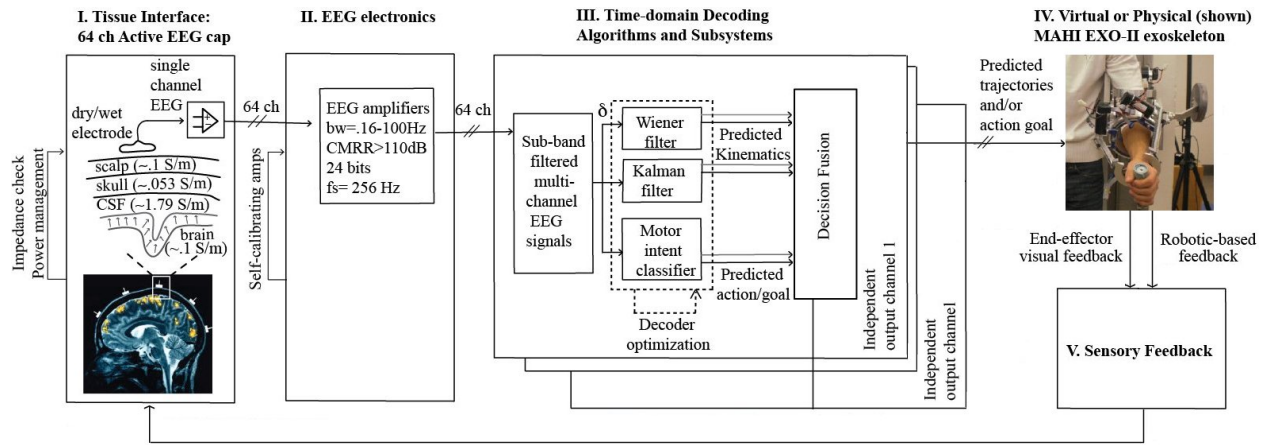 I. Tissue Interface:
64 ch Active EEG cap
single
channel
EEG
dry/wet
electrode
scalp (~.1 S/m)
skull (~.053 S/m)
CSF (~1.79 S/m)
brain
(~.1 S/m)
Impedance check
Power management
64 ch
II. EEG electronics
EEG amplifiers
bw=.16-100Hz
CMRR>110dB
24 bits
fs= 256 Hz
Self-calibrating amps
64 ch
III. Time-domain Decoding
Algorithms and Subsystems
Sub-band
filtered
multi-
channel
EEG
signals
δ
Wiener
filter
Kalman
filter
Motor
intent
classifier
Predicted
Kinematics
Predicted
action/goal
Decoder
optimization
Decision Fusion
Independent
output channel 1
Independent
output channel
Predicted
trajectories
and/or
action goal
IV. Virtual or Physical (shown)
MAHI EXO-II exoskeleton
End-effector
visual feedback
Robotic-based
feedback
V. Sensory Feedback